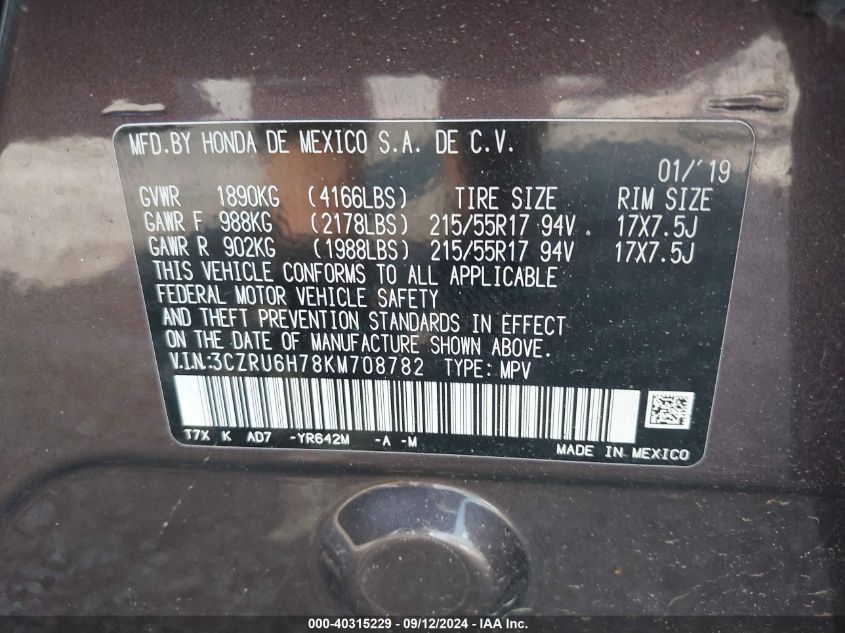 MFD.BY HONDA DE MEXICO S.A. DE C.V.
01/'19
GVWR 1890KG (4166LBS) TIRE SIZE RIM SIZE
GAWR F 988KG (2178LBS) 215/55R17 94V 17X7.5J
GAWR R 902KG (1988LBS) 215/55R17 94V 17X7.5J
THIS VEHICLE CONFORMS TO ALL APPLICABLE
FEDERAL MOTOR VEHICLE SAFETY
AND THEFT PREVENTION STANDARDS IN EFFECT
ON THE DATE OF MANUFACTURE SHOWN ABOVE.
V.I.N:3CZRU6H78KM708782 TYPE: MPV
T7X K AD7 -YR642M -A -M
MADE IN MEXICO
000-40315229 - 09/12/2024 - IAA Inc.